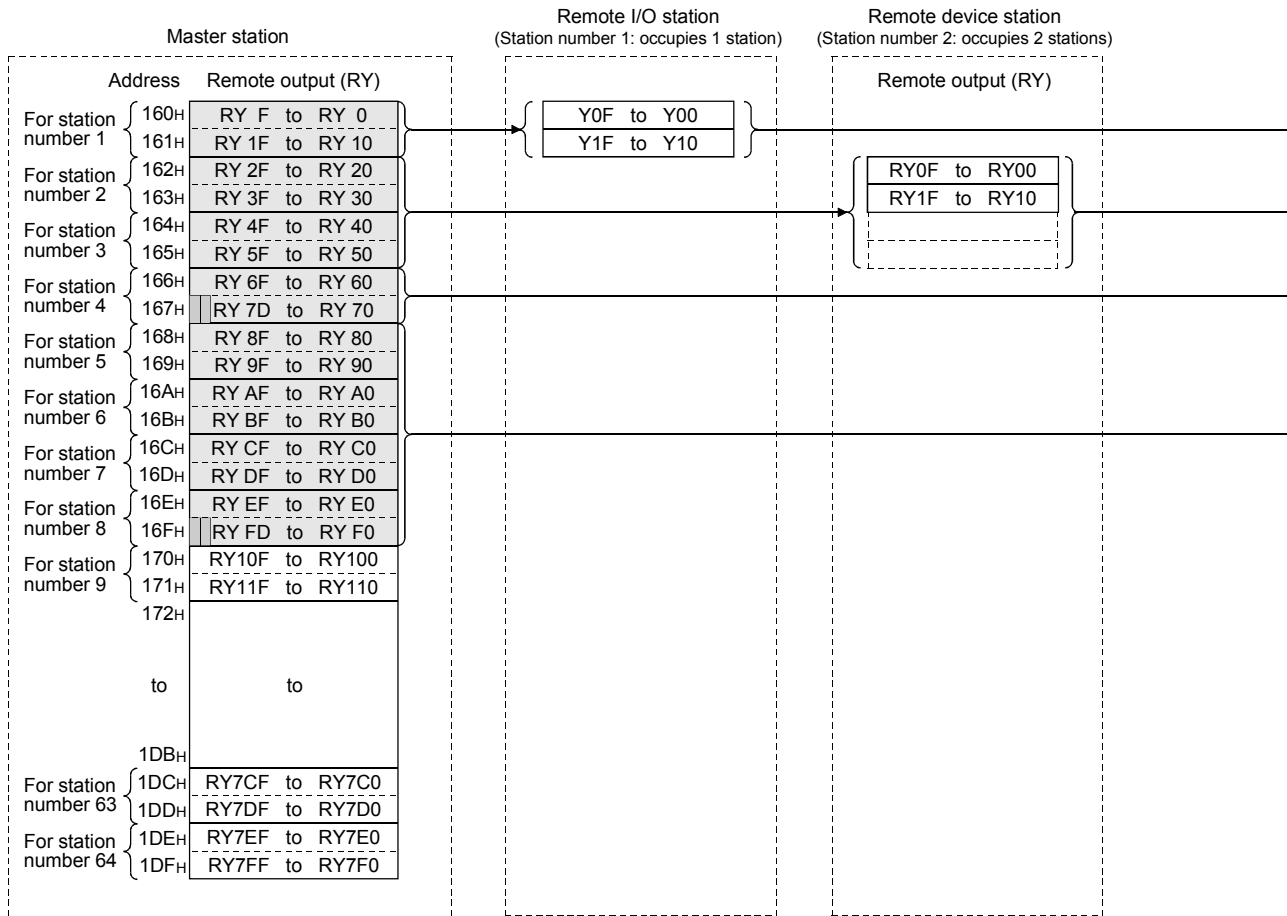 Master station
Remote I/O station
(Station number 1: occupies 1 station)
Remote device station
(Station number 2: occupies 2 stations)
Address Remote output (RY)
Remote output (RY)
For station number 1
160H RY F to RY 0
161H RY 1F to RY 10
Y0F to Y00
Y1F to Y10
For station number 2
162H RY 2F to RY 20
163H RY 3F to RY 30
RY0F to RY00
RY1F to RY10
For station number 3
164H RY 4F to RY 40
165H RY 5F to RY 50
For station number 4
166H RY 6F to RY 60
167H RY 7D to RY 70
For station number 5
168H RY 8F to RY 80
169H RY 9F to RY 90
For station number 6
16AH RY AF to RY A0
16BH RY BF to RY B0
For station number 7
16CH RY CF to RY C0
16DH RY DF to RY D0
For station number 8
16EH RY EF to RY E0
16FH RY FD to RY F0
For station number 9
170H RY10F to RY100
171H RY11F to RY110
172H
to to
1DBH
For station number 63
1DCH RY7CF to RY7C0
1DDH RY7DF to RY7D0
For station number 64
1DEH RY7EF to RY7E0
1DFH RY7FF to RY7F0